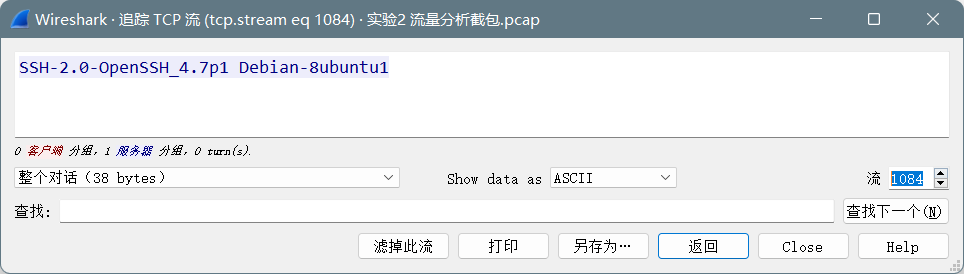 Wireshark · 追踪 TCP 流 (tcp.stream eq 1084) · 实验2 流量分析截包.pcap
SSH-2.0-OpenSSH_4.7p1 Debian-8ubuntu1
0 客户端 分组，1 服务器 分组，0 turn(s).
整个对话（38 bytes） Show data as ASCII 流 1084
查找: 查找下一个(N)
滤掉此流 打印 另存为… 返回 Close Help